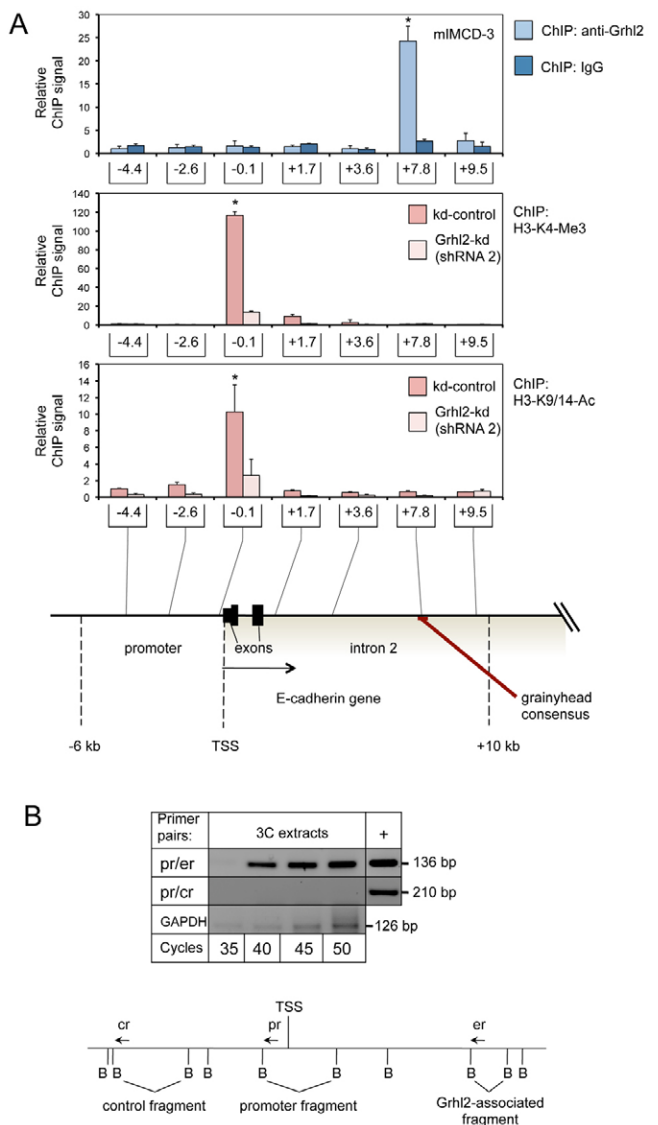 A
mIMCD-3
ChIP: anti-Grhl2
ChIP: IgG
Relative
ChIP signal
30
25
20
15
10
5
0
*
-4.4 -2.6 -0.1 +1.7 +3.6 +7.8 +9.5
Relative
ChIP signal
140
120
100
80
60
40
20
0
*
kd-control
Grhl2-kd
(shRNA 2)
ChIP:
H3-K4-Me3
-4.4 -2.6 -0.1 +1.7 +3.6 +7.8 +9.5
Relative
ChIP signal
16
14
12
10
8
6
4
2
0
*
kd-control
Grhl2-kd
(shRNA 2)
ChIP:
H3-K9/14-Ac
-4.4 -2.6 -0.1 +1.7 +3.6 +7.8 +9.5
promoter exons intron 2
E-cadherin gene
grainyhead
consensus
-6 kb TSS +10 kb
B
Primer
pairs: 3C extracts +
pr/er 136 bp
pr/cr 210 bp
GAPDH 126 bp
Cycles 35 40 45 50
TSS
cr pr er
B B B B B B B B B B
control fragment promoter fragment Grhl2-associated
fragment